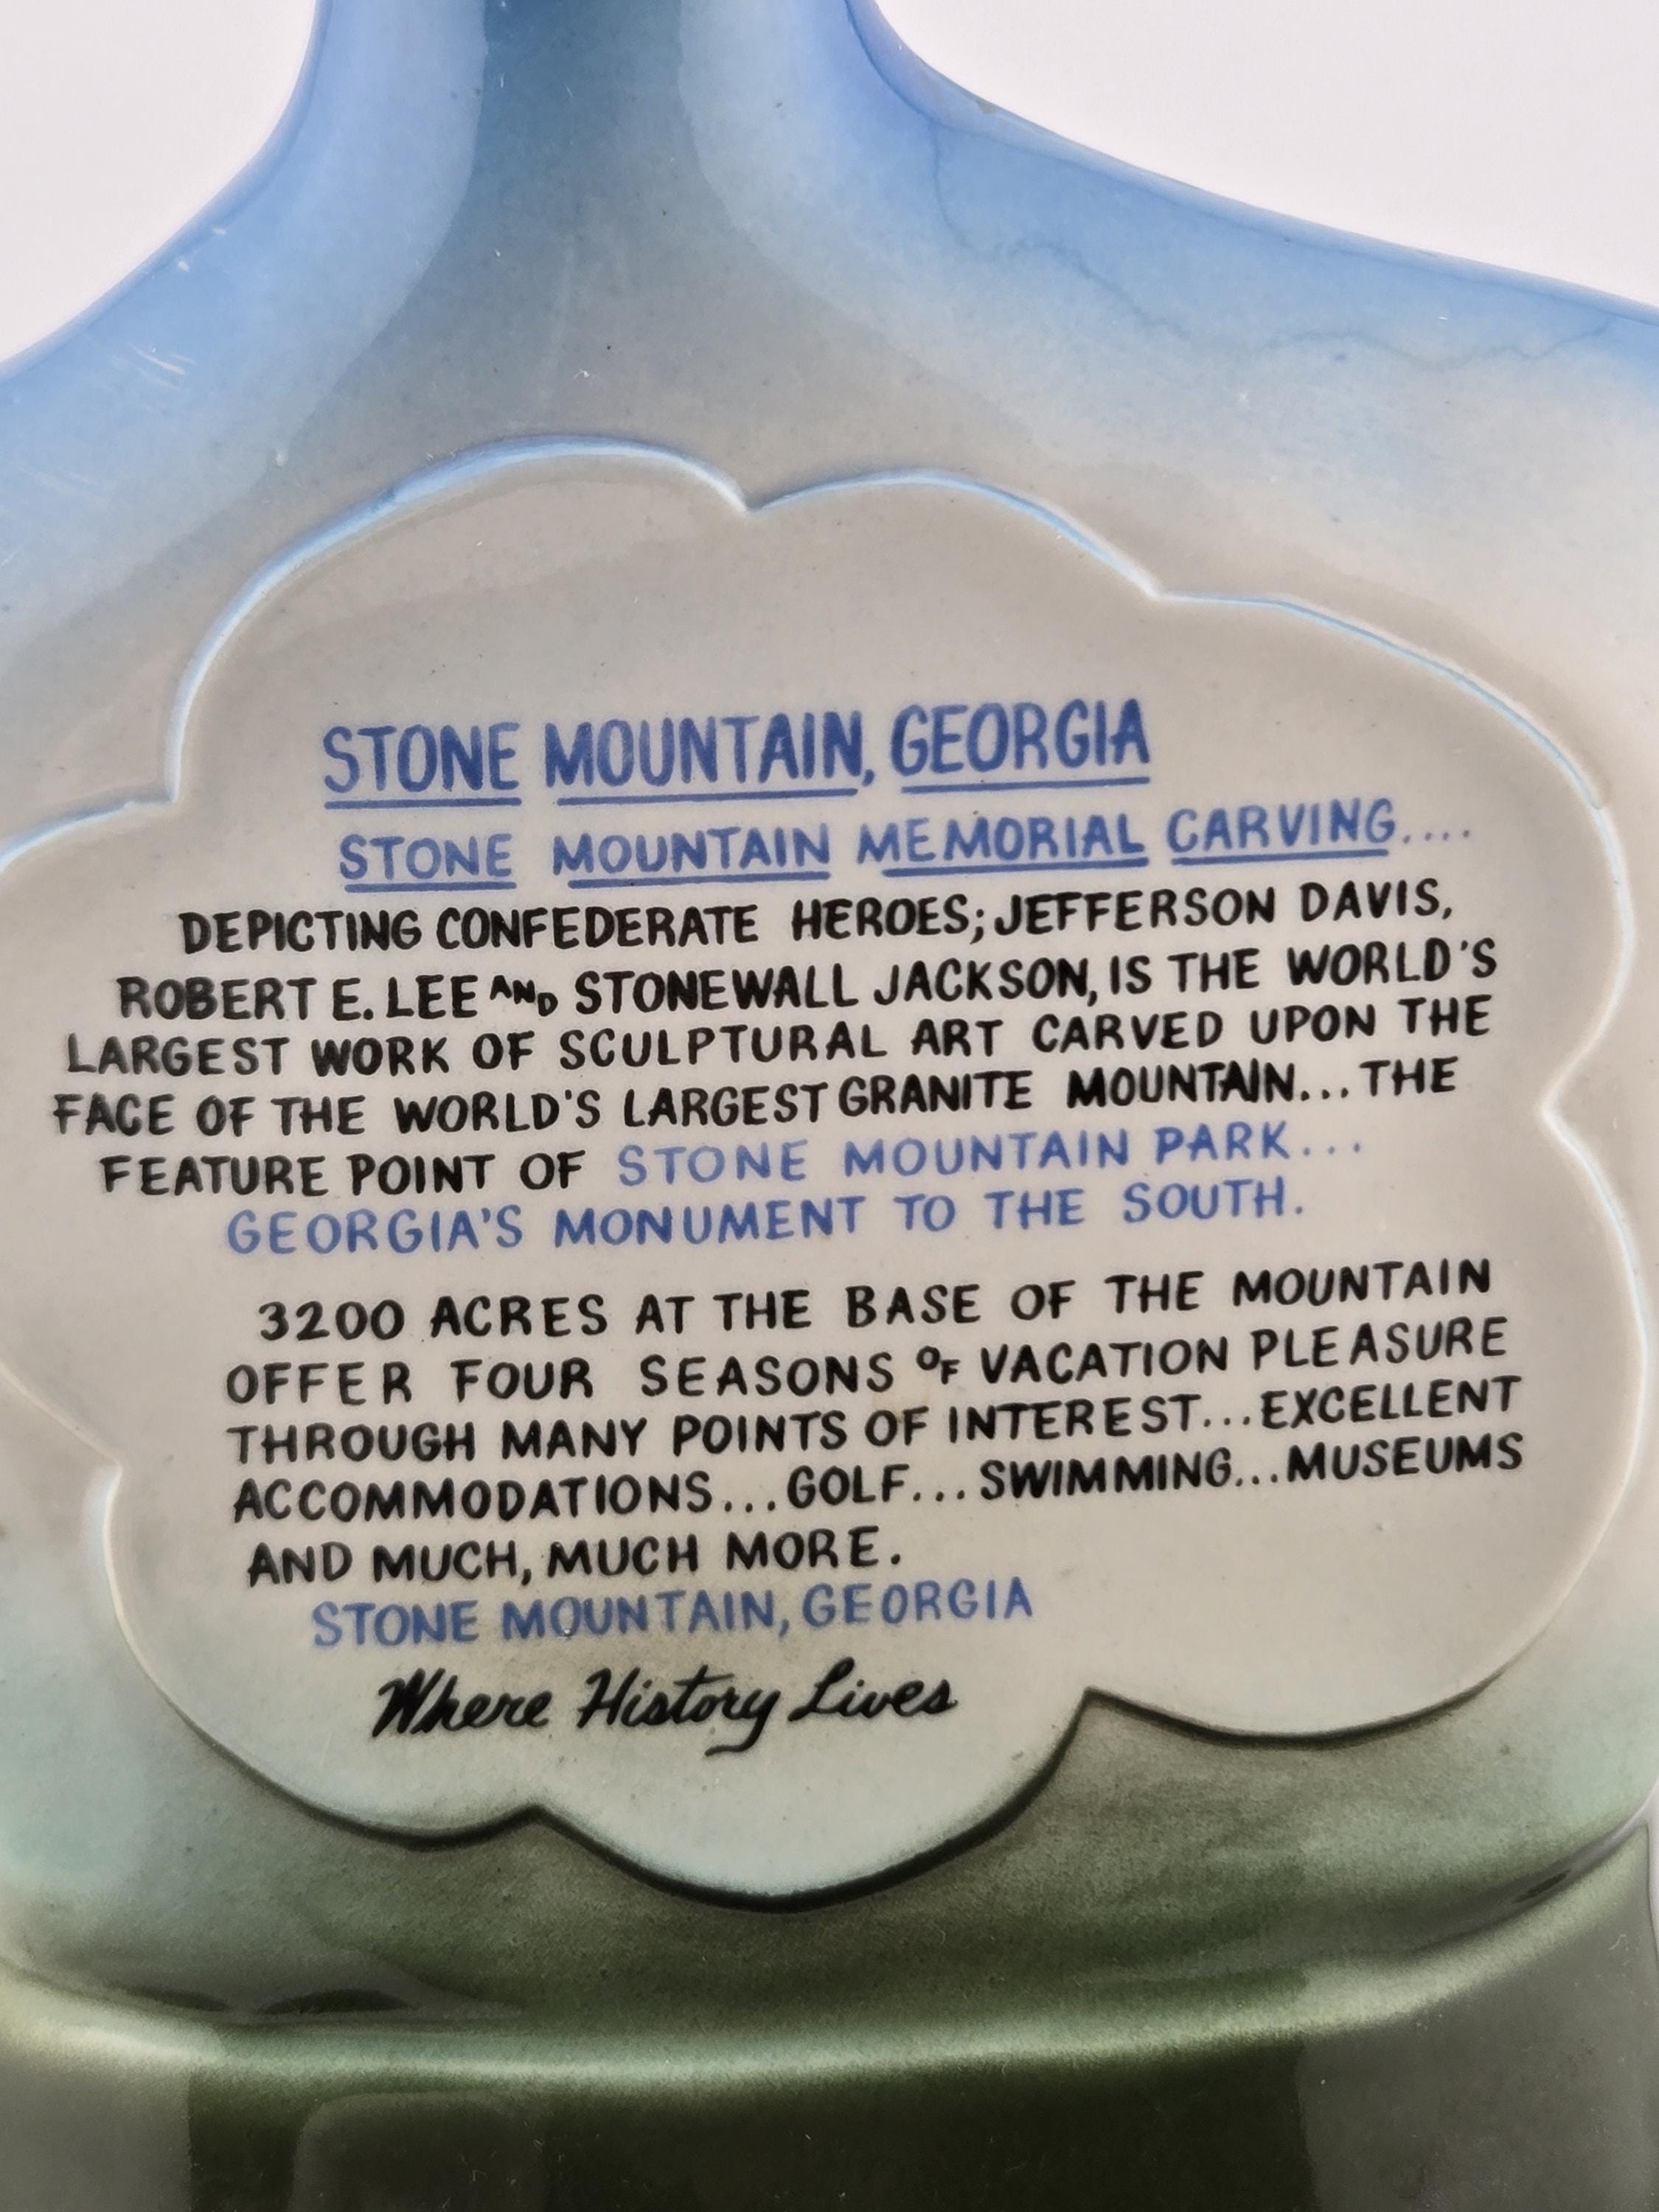 STONE MOUNTAIN, GEORGIA
STONE MOUNTAIN MEMORIAL CARVING....
DEPICTING CONFEDERATE HEROES; JEFFERSON DAVIS,
ROBERT E. LEE AND STONEWALL JACKSON, IS THE WORLD'S
LARGEST WORK OF SCULPTURAL ART CARVED UPON THE
FACE OF THE WORLD'S LARGEST GRANITE MOUNTAIN... THE
FEATURE POINT OF STONE MOUNTAIN PARK...
GEORGIA'S MONUMENT TO THE SOUTH.
3200 ACRES AT THE BASE OF THE MOUNTAIN
OFFER FOUR SEASONS OF VACATION PLEASURE
THROUGH MANY POINTS OF INTEREST... EXCELLENT
ACCOMMODATIONS... GOLF... SWIMMING... MUSEUMS
AND MUCH, MUCH MORE.
STONE MOUNTAIN, GEORGIA
Where History Lives